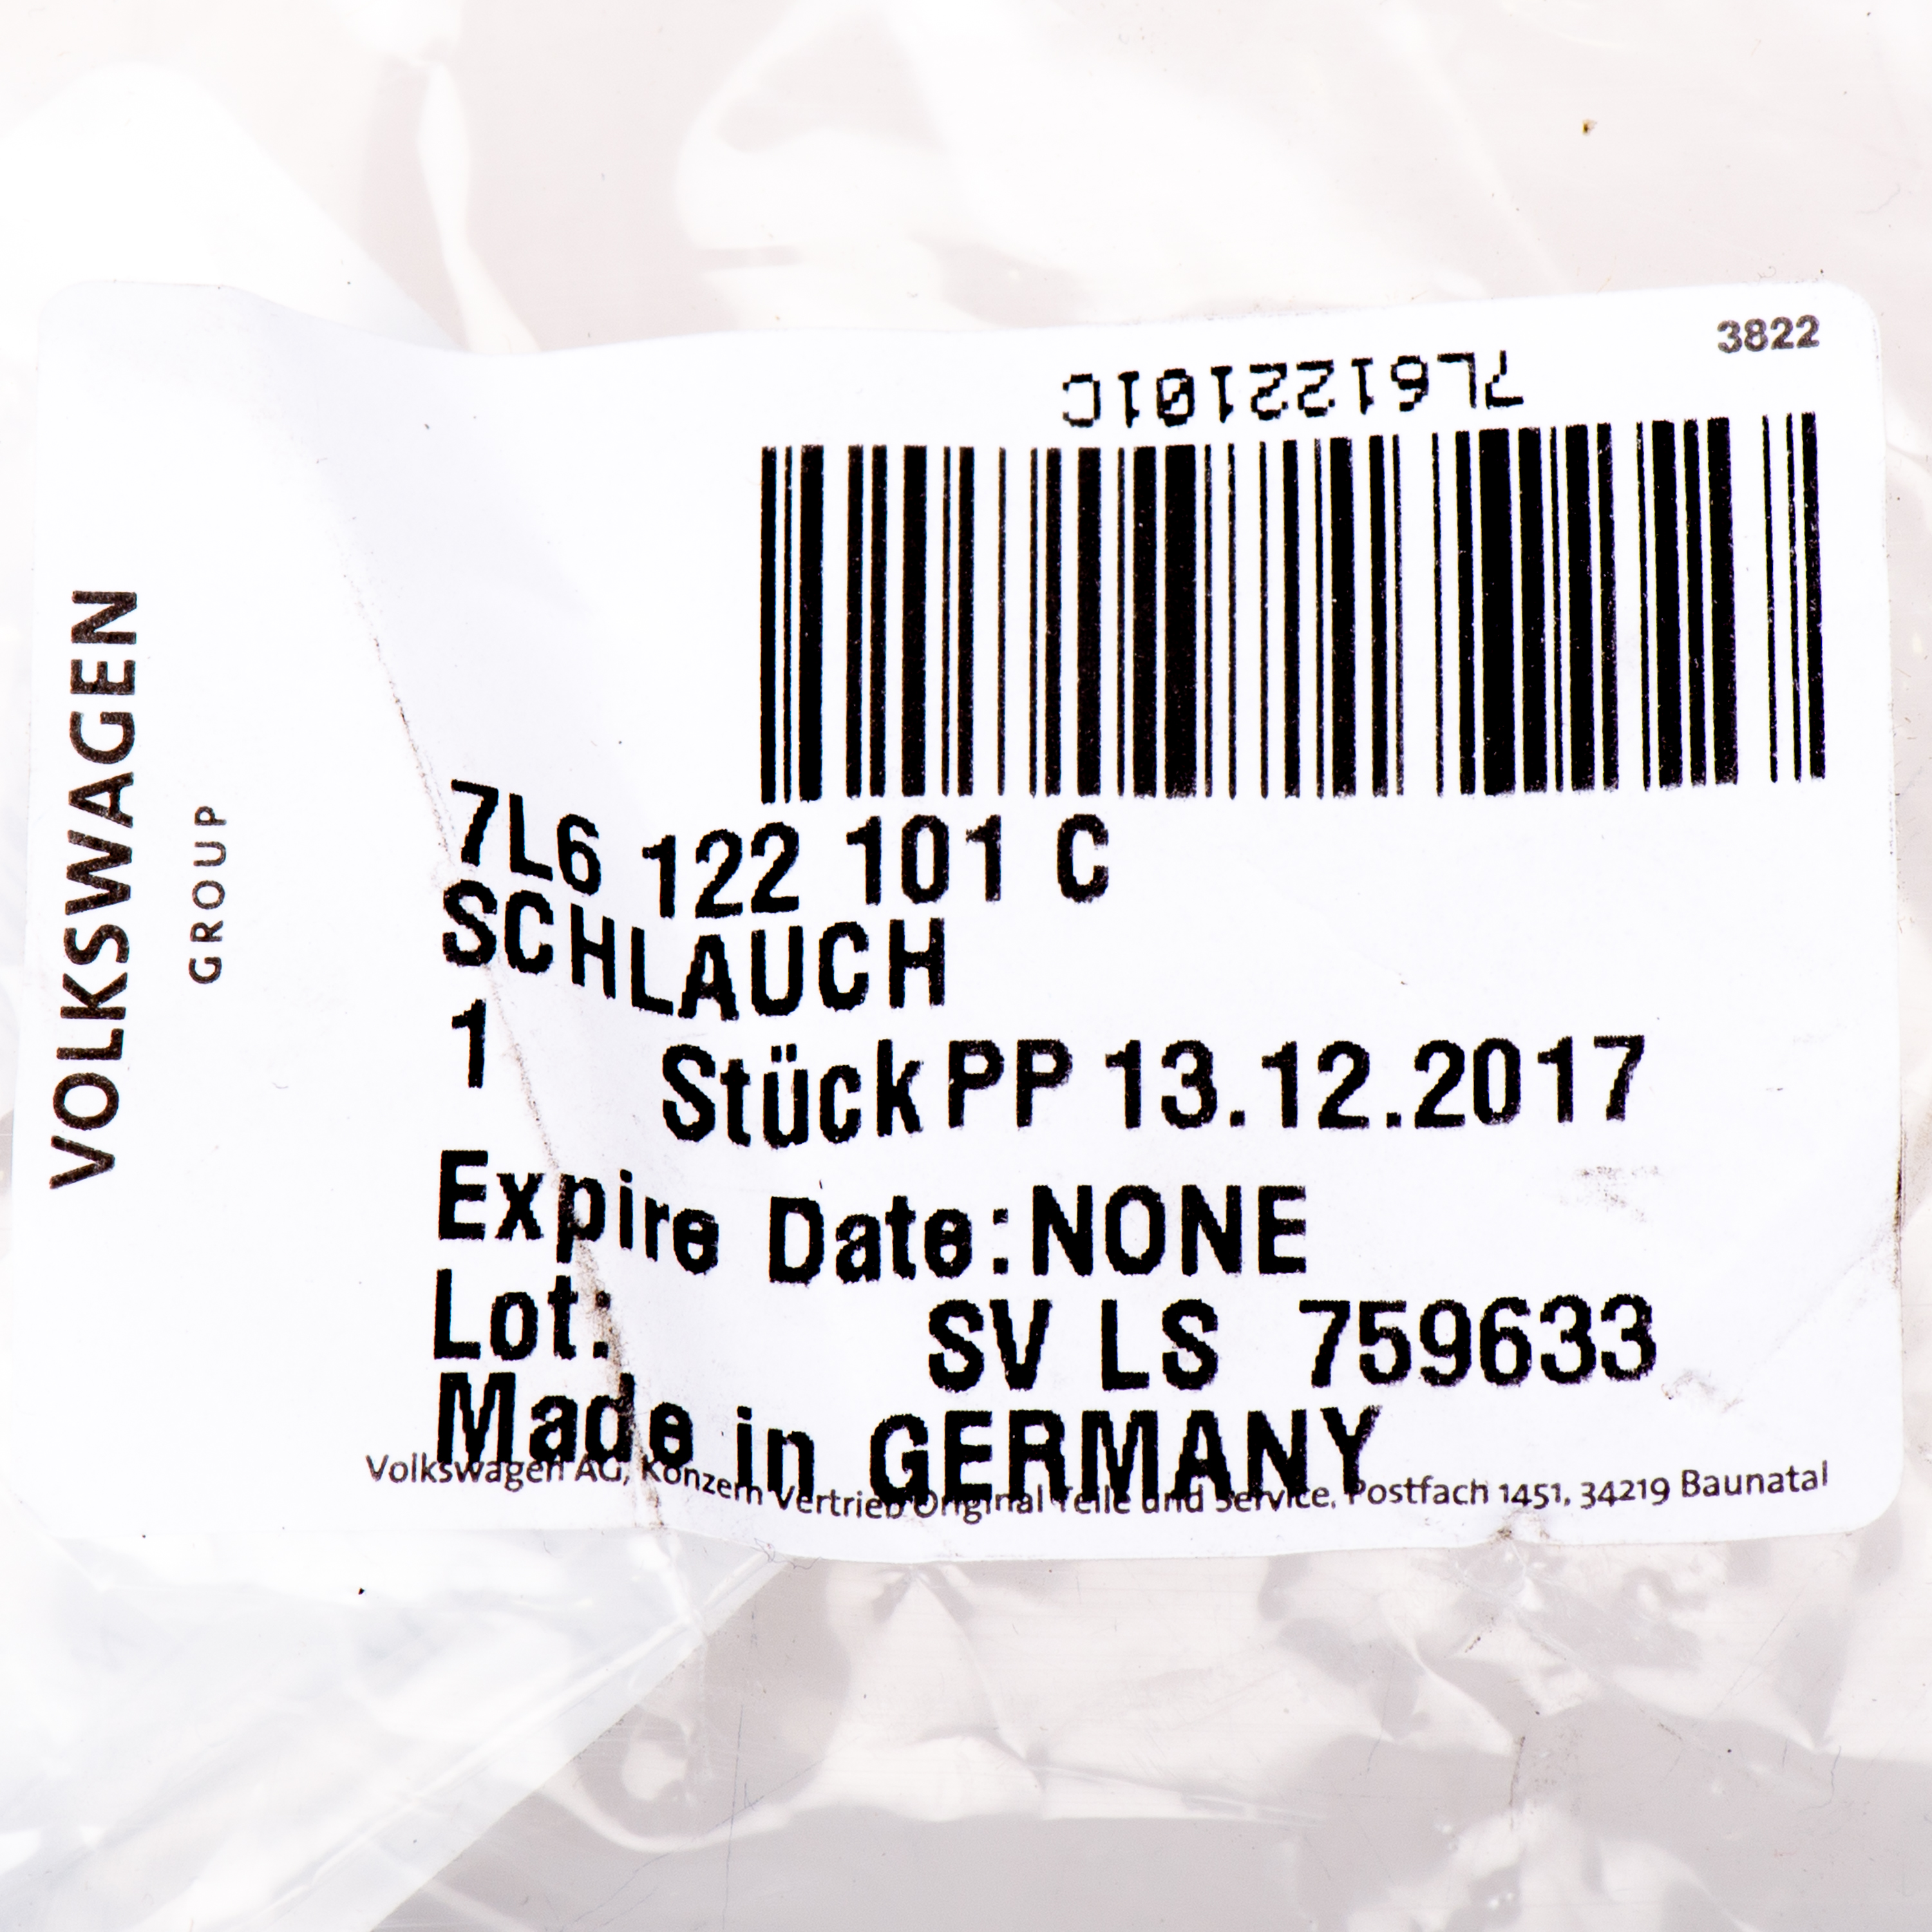 3822
7L6122101C
VOLKSWAGEN
GROUP
7L6 122 101 C
SCHLAUCH
1 Stück PP 13.12.2017
Expire Date:NONE
Lot: SV LS 759633
Made in GERMANY
Volkswagen AG, Konzern Vertrieb Original Teile und Service, Postfach 1451, 34219 Baunatal